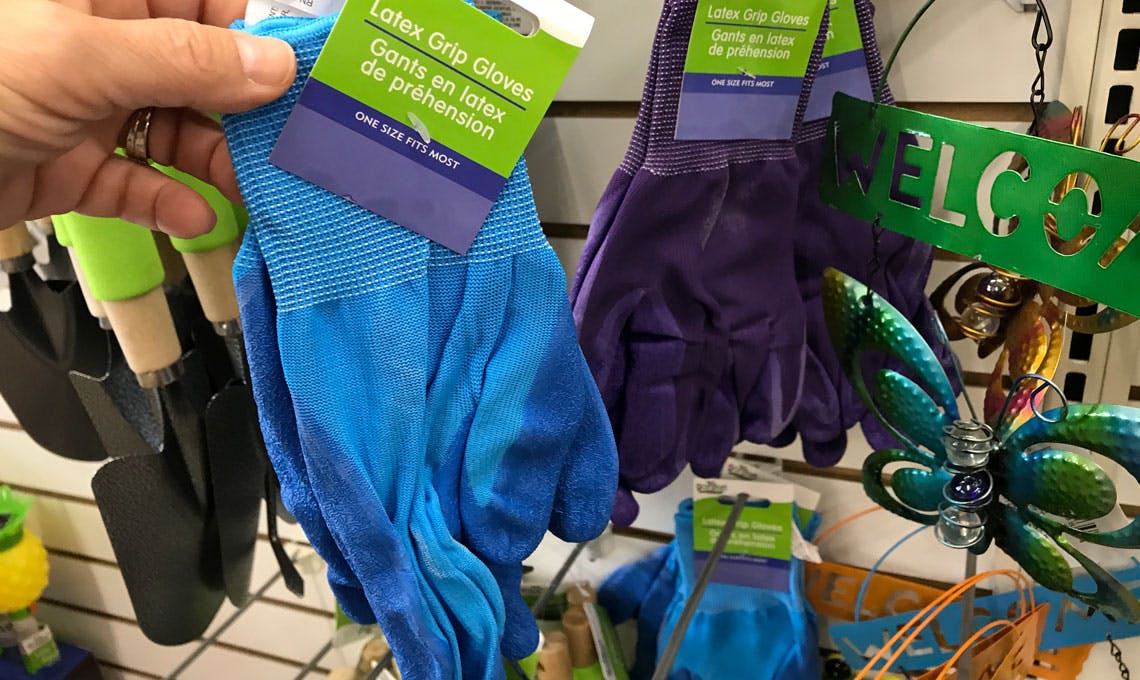 Latex Grip Gloves
Gants en latex
de préhension
ONE SIZE FITS MOST
Latex Grip Gloves
Gants en latex
de préhension
ONE SIZE FITS MOST
WELCO
Latex Grip Gloves